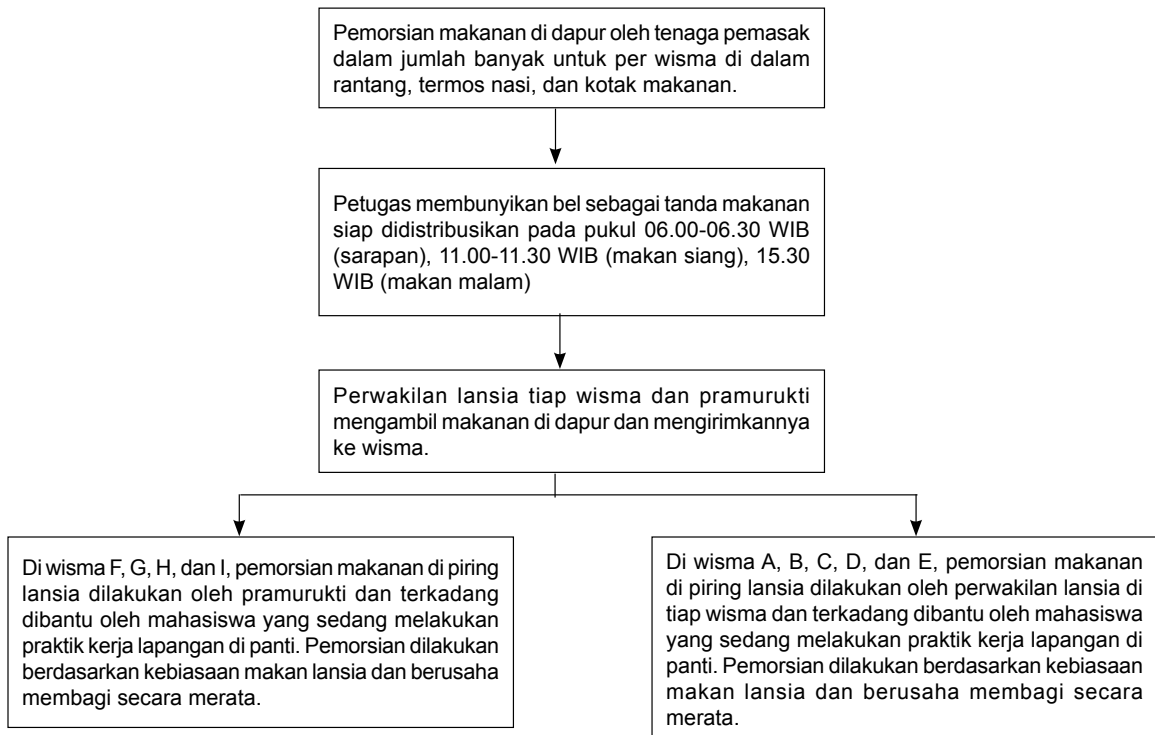 Pemorsian makanan di dapur oleh tenaga pemasak
dalam jumlah banyak untuk per wisma di dalam
rantang, termos nasi, dan kotak makanan.
Petugas membunyikan bel sebagai tanda makanan
siap didistribusikan pada pukul 06.00-06.30 WIB
(sarapan), 11.00-11.30 WIB (makan siang), 15.30
WIB (makan malam)
Perwakilan lansia tiap wisma dan pramurukti
mengambil makanan di dapur dan mengirimkannya
ke wisma.
Di wisma F, G, H, dan I, pemorsian makanan di piring
lansia dilakukan oleh pramurukti dan terkadang
dibantu oleh mahasiswa yang sedang melakukan
praktik kerja lapangan di panti. Pemorsian dilakukan
berdasarkan kebiasaan makan lansia dan berusaha
membagi secara merata.
Di wisma A, B, C, D, dan E, pemorsian makanan
di piring lansia dilakukan oleh perwakilan lansia di
tiap wisma dan terkadang dibantu oleh mahasiswa
yang sedang melakukan praktik kerja lapangan di
panti. Pemorsian dilakukan berdasarkan kebiasaan
makan lansia dan berusaha membagi secara
merata.